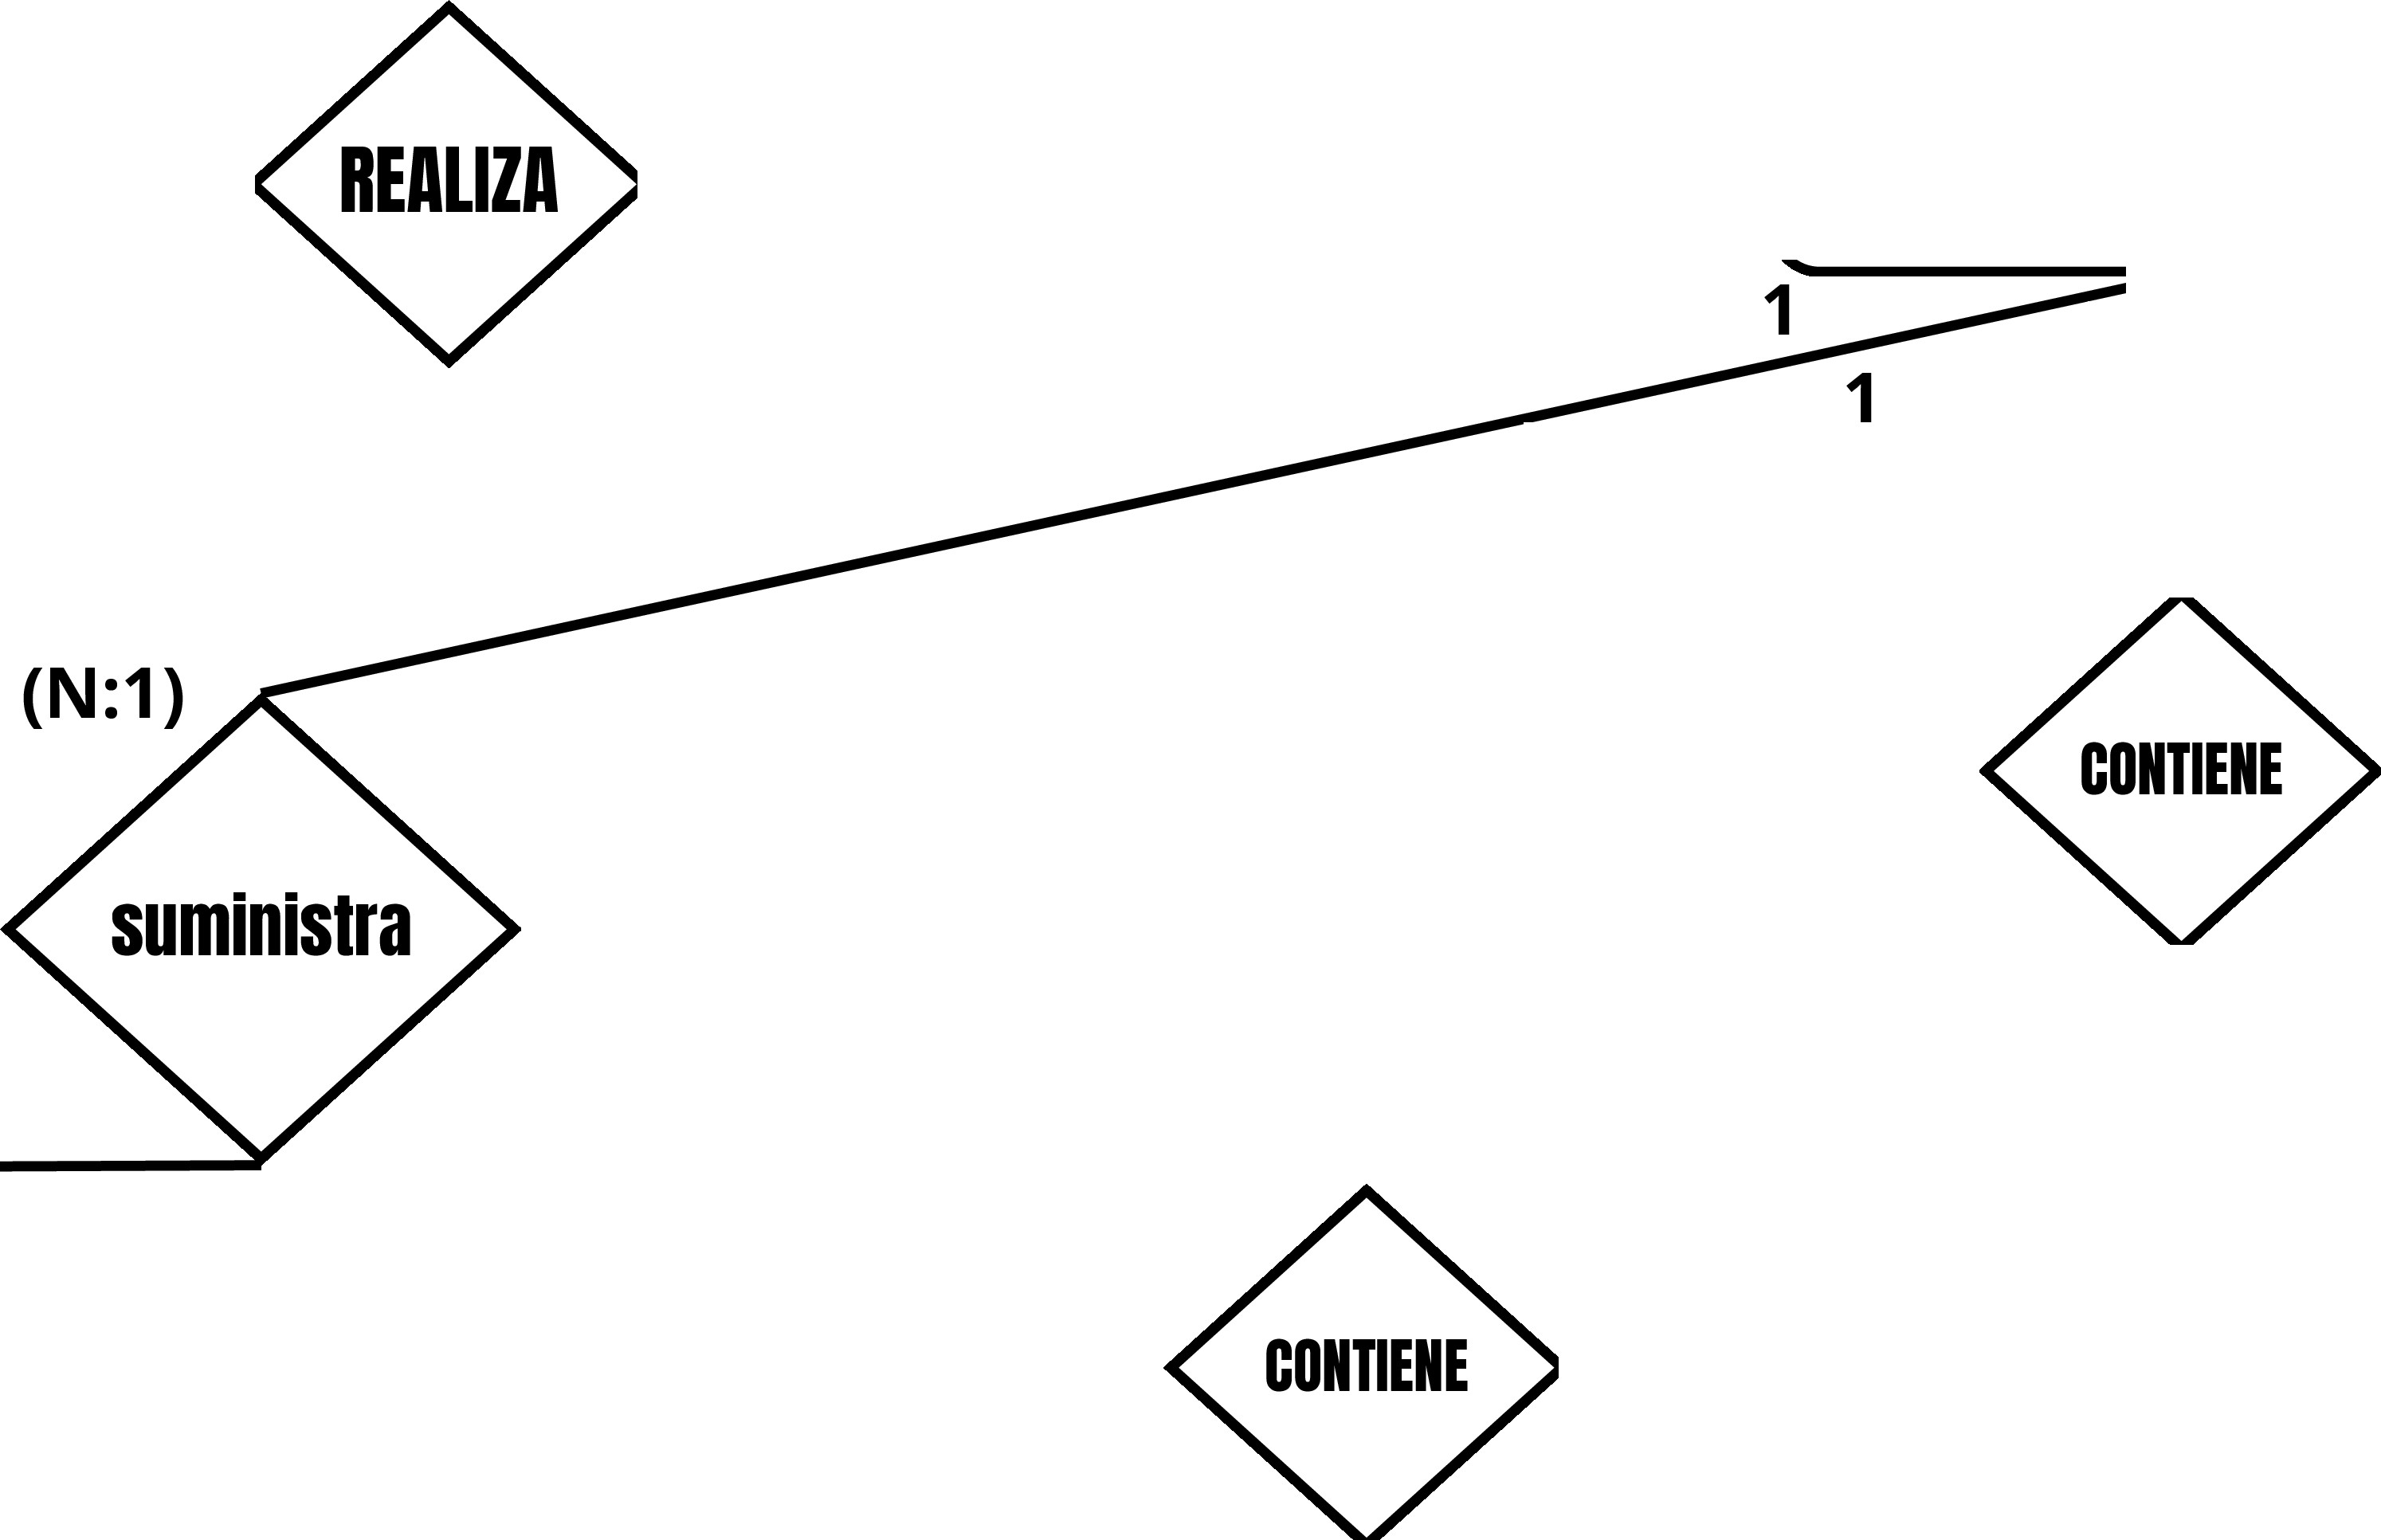 REALIZA
1
1
(N:1)
CONTIENE
suministra
CONTIENE